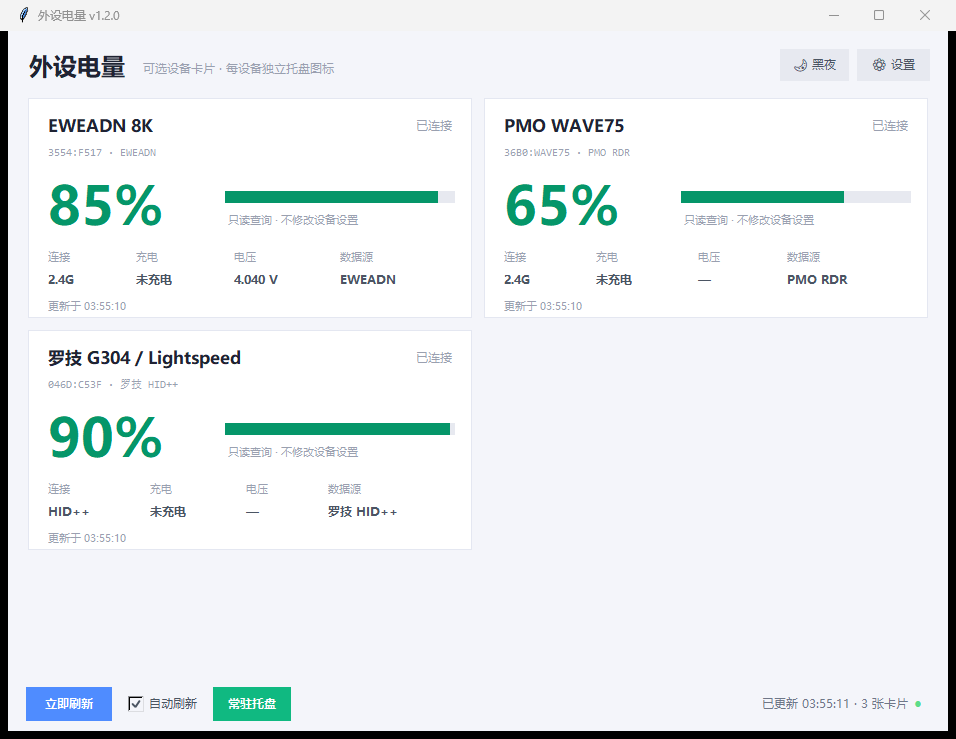 外设电量 v1.2.0
外设电量 可选设备卡片 · 每设备独立托盘图标 黑夜 设置
EWEADN 8K 已连接
3554:F517 · EWEADN
85%
只读查询 · 不修改设备设置
连接 充电 电压 数据源
2.4G 未充电 4.040 V EWEADN
更新于 03:55:10
PMO WAVE75 已连接
36B0:WAVE75 · PMO RDR
65%
只读查询 · 不修改设备设置
连接 充电 电压 数据源
2.4G 未充电 — PMO RDR
更新于 03:55:10
罗技 G304 / Lightspeed 已连接
046D:C53F · 罗技 HID++
90%
只读查询 · 不修改设备设置
连接 充电 电压 数据源
HID++ 未充电 — 罗技 HID++
更新于 03:55:10
立即刷新 自动刷新 常驻托盘 已更新 03:55:11 · 3 张卡片